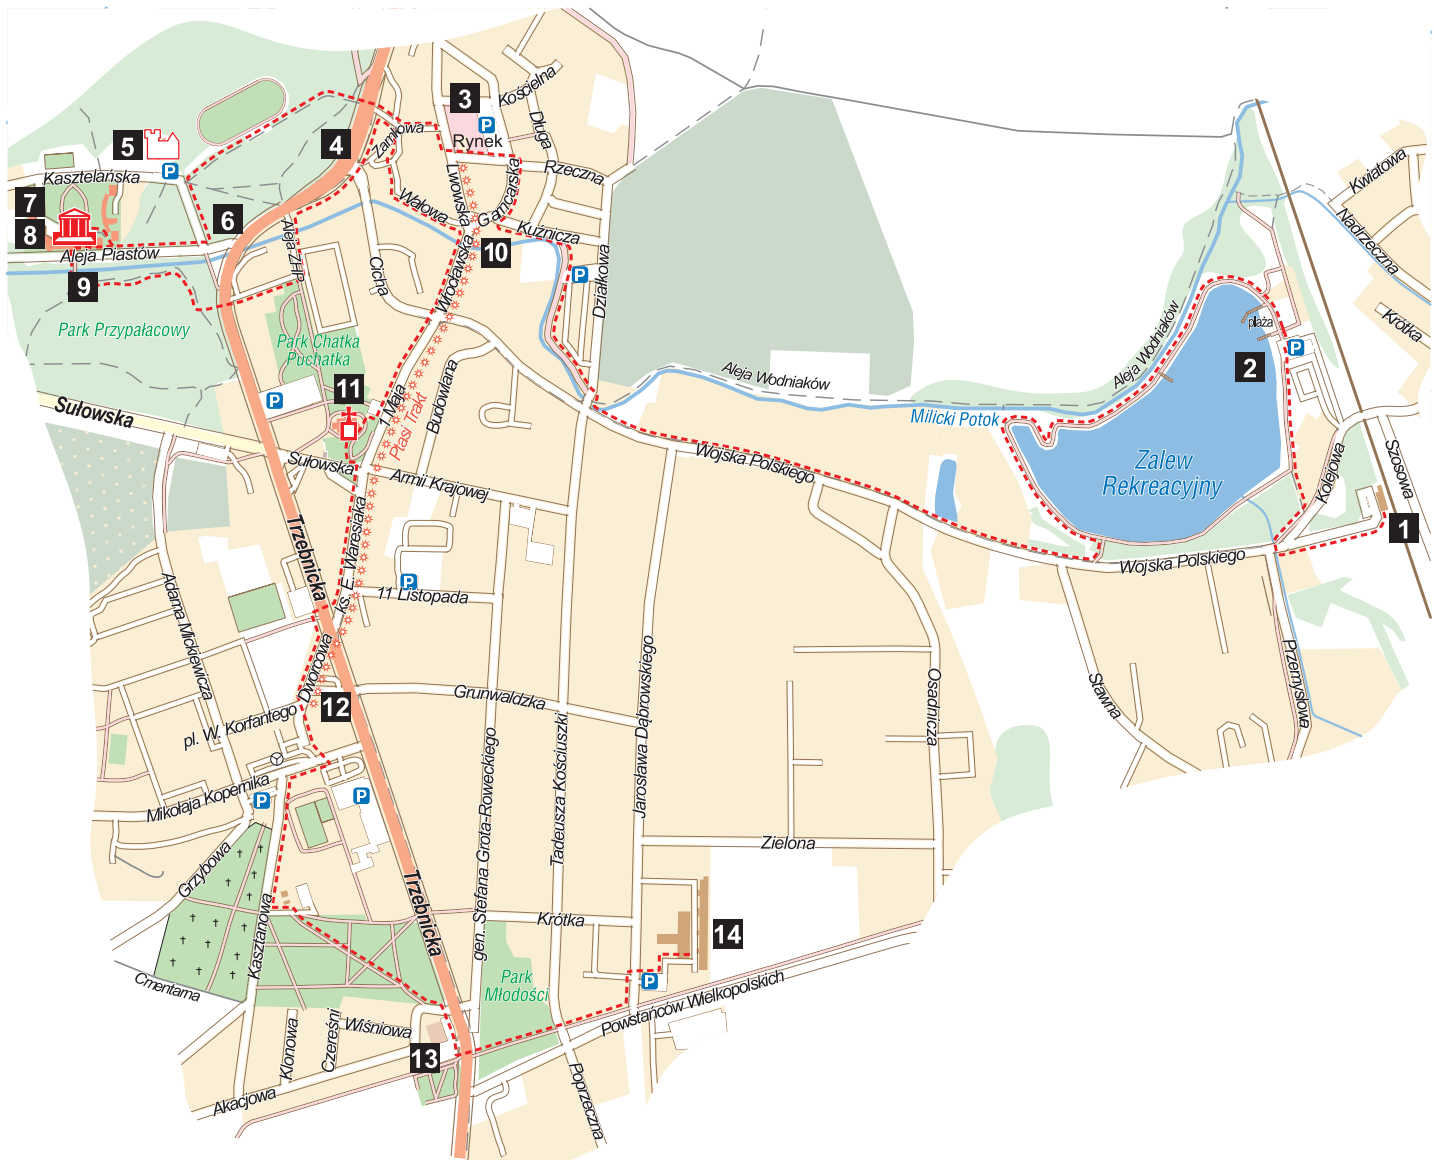 3
P
Kościelna
Rynek
Długa
Zamkowa
4
5
P
Kasztelańska
7
8
6
Aleja Piastów
9
Park Przypałacowy
Aleja ZHP
Cicha
Wałowa
Lwowska
Garncarska
Rzeczna
Kuźnicza
10
P
Działkowa
Wrocławska
Park Chatka
Puchatka
11
P
1 Maja
Ptasi Trakt
Budowlana
Sułowska
Sułowska
Armii Krajowej
Aleja Wodniaków
Aleja Wodniaków
Milicki Potok
Zalew
Rekreacyjny
plaża
2
P
Kwiatowa
Nadrzeczna
Krótka
Szosowa
Kolejowa
1
Wojska Polskiego
Wojska Polskiego
Przemysłowa
Sławna
Osadnicza
Trzebnicka
ks. E. Waresiaka
P
11 Listopada
Adama Mickiewicza
Dworcowa
12
Grunwaldzka
pl. W. Korfantego
Mikołaja Kopernika
P
P
Grzybowa
Kasztanowa
Cmentarna
Trzebnicka
gen. Stefana Grota-Roweckiego
Tadeusza Kościuszki
Jarosława Dąbrowskiego
Zielona
Krótka
14
P
Park
Młodości
Powstańców Wielkopolskich
Wiśniowa
Czereśni
Klonowa
Akacjowa
13
Poprzeczna